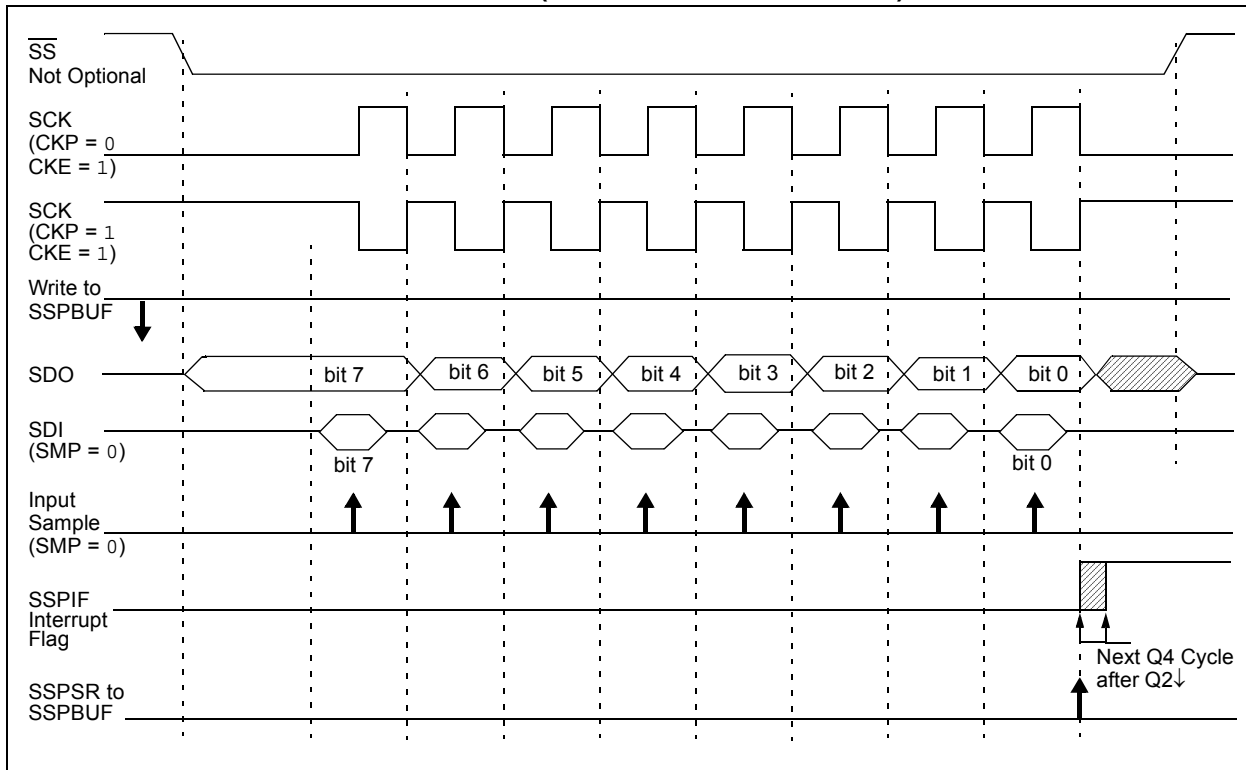 SS
Not Optional
SCK
(CKP = 0
CKE = 1)
SCK
(CKP = 1
CKE = 1)
Write to
SSPBUF
SDO
bit 7
bit 6
bit 5
bit 4
bit 3
bit 2
bit 1
bit 0
SDI
(SMP = 0)
bit 7
bit 0
Input
Sample
(SMP = 0)
SSPIF
Interrupt
Flag
Next Q4 Cycle
after Q2↓
SSPSR to
SSPBUF